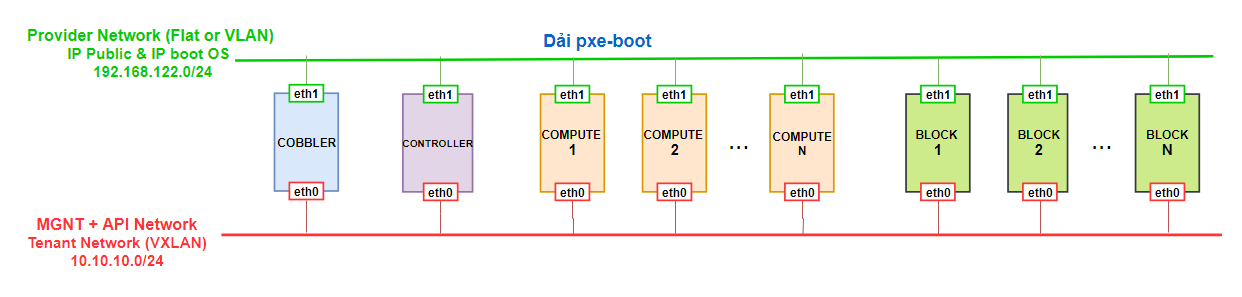 Provider Network (Flat or VLAN)
IP Public & IP boot OS
192.168.122.0/24
Dải pxe-boot
eth1
eth1
eth1
eth1
eth1
eth1
eth1
eth1
COBBLER
CONTROLLER
COMPUTE
1
COMPUTE
2
...
COMPUTE
N
BLOCK
1
BLOCK
2
...
BLOCK
N
eth0
eth0
eth0
eth0
eth0
eth0
eth0
eth0
MGNT + API Network
Tenant Network (VXLAN)
10.10.10.0/24